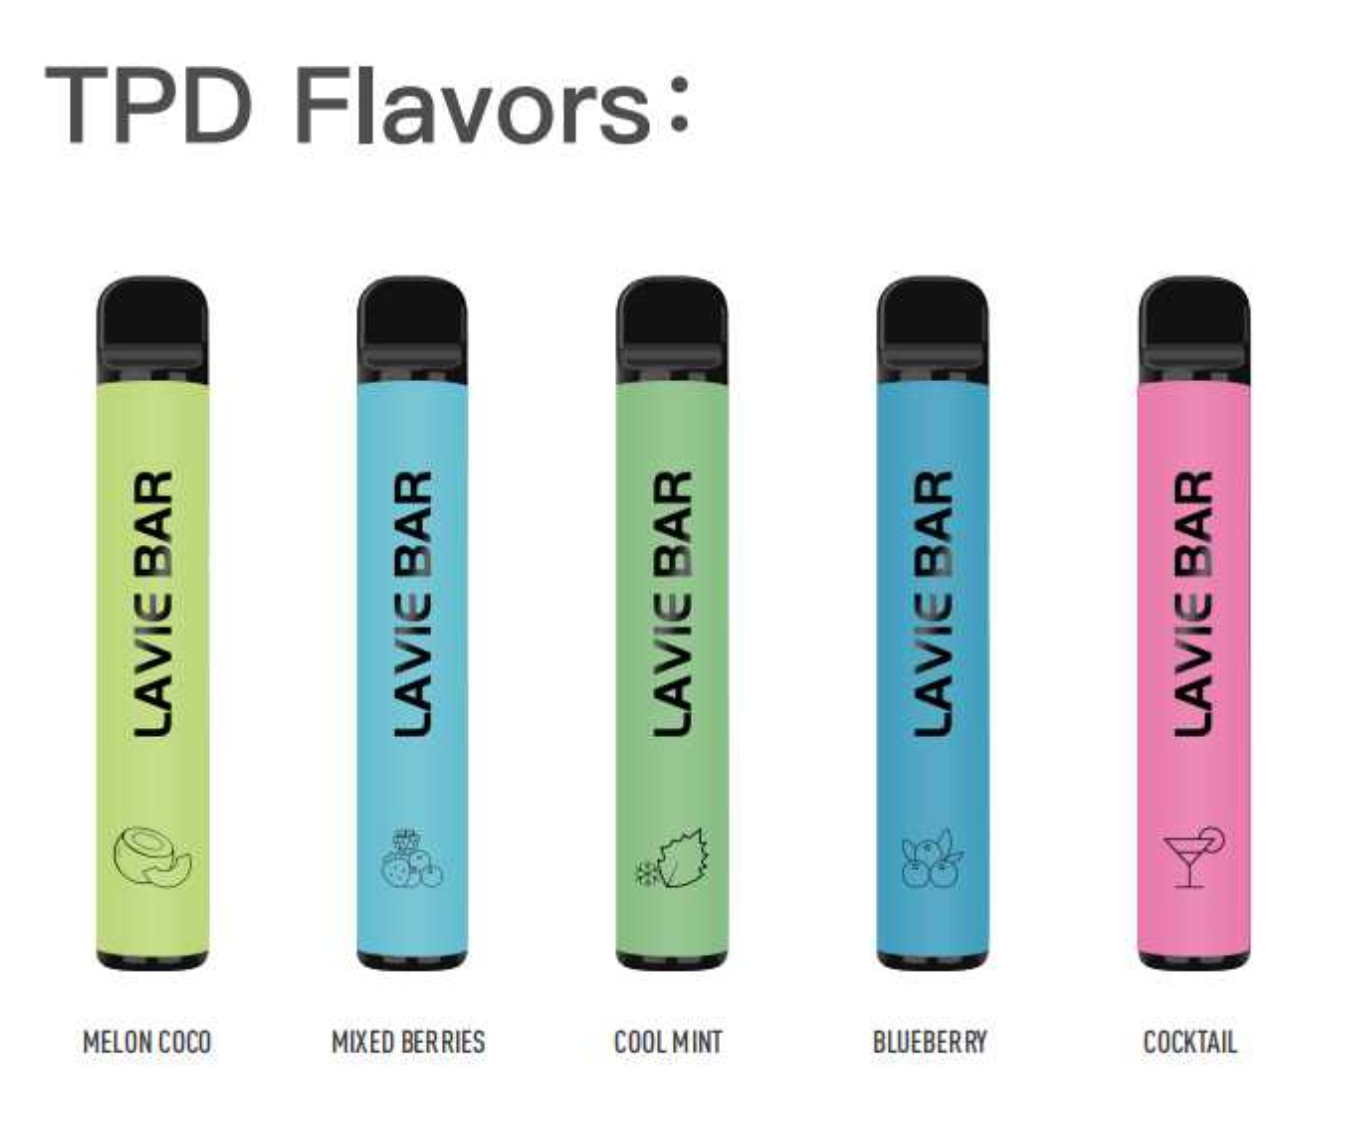 TPD Flavors:
LAVIE BAR
LAVIE BAR
LAVIE BAR
LAVIE BAR
LAVIE BAR
MELON COCO
MIXED BERRIES
COOL MINT
BLUEBERRY
COCKTAIL